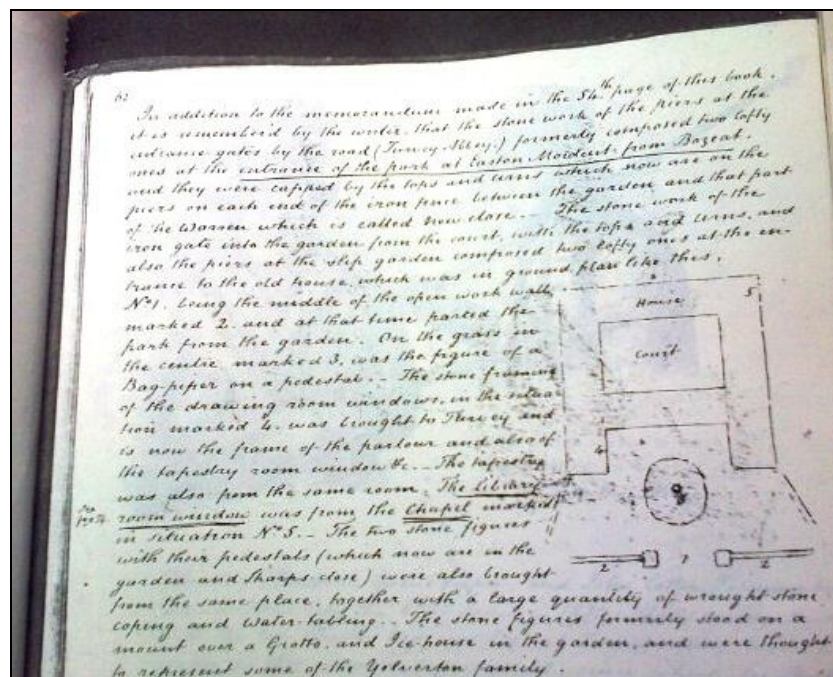 62
In addition to the memorandum made in the 54th page of this book,
it is rememberd by the writer, that the stone work of the piers at the
entrance gates by the road (Turvey Abbey,) formerly composed two lofty
ones at the entrance of the park at Easton Moident from Bozeat.
and they were capped by the tops and urns which now are on the
piers on each end of the iron fence between the garden and that part
of the Warren which is called New close. – The stone work of the
iron gate into the garden from the court, with the tops and urns, and
also the piers at the slip garden composed two lofty ones at the en-
trance to the old house, which was in ground plan like this,
No 1. being the middle of the open work wall
marked 2. and at that time parted the
park from the garden. On the grass in
the centre marked 3, was the figure of a
Bag-piper on a pedestal. – The stone framing
of the drawing room windows, in the situa
tion marked 4. was brought to Turvey and
is now the frame of the parlour and also of
the tapestry room window &c. – The tapestry
was also from the same room. The library
room window was from the Chapel marked
in situation No 5. – The two stone figures
with their pedestals (which now are in the
garden and Sharps close) were also brought
from the same place, together with a large quantity of wrought stone
coping and water-tabling. – The stone figures formerly stood on a
mount over a Grotto, and Ice-house in the garden, and were thought
to represent some of the Yelverton family.
House
5
Court
4
2
1
2